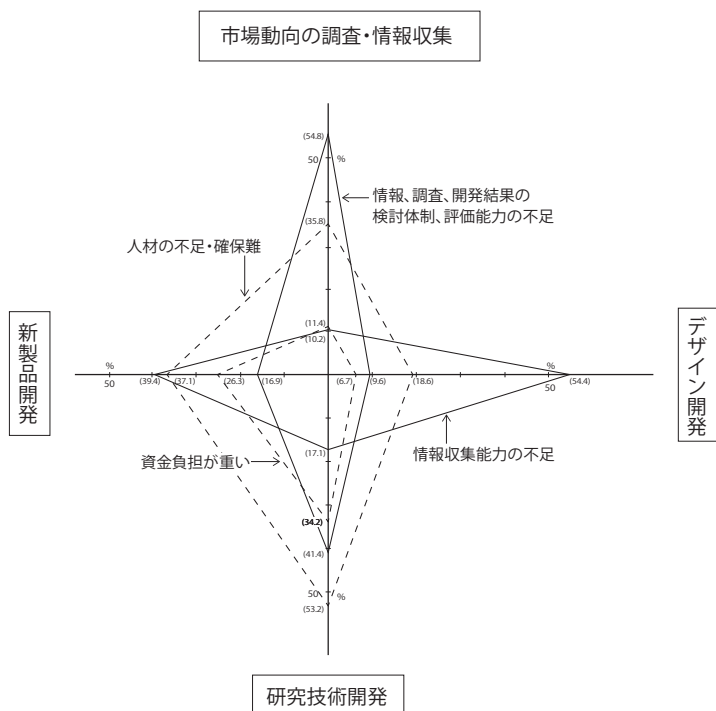 市場動向の調査・情報収集
(54.8)
50
%
情報、調査、開発結果の
検討体制、評価能力の不足
(35.8)
人材の不足・確保難
新製品開発
デザイン開発
(11.4)
(10.2)
%
50
(39.4)
(37.1)
(26.3)
(16.9)
(6.7)
(9.6)
(18.6)
%
50
(54.4)
資金負担が重い
(17.1)
情報収集能力の不足
(34.2)
(41.4)
50
%
(53.2)
研究技術開発